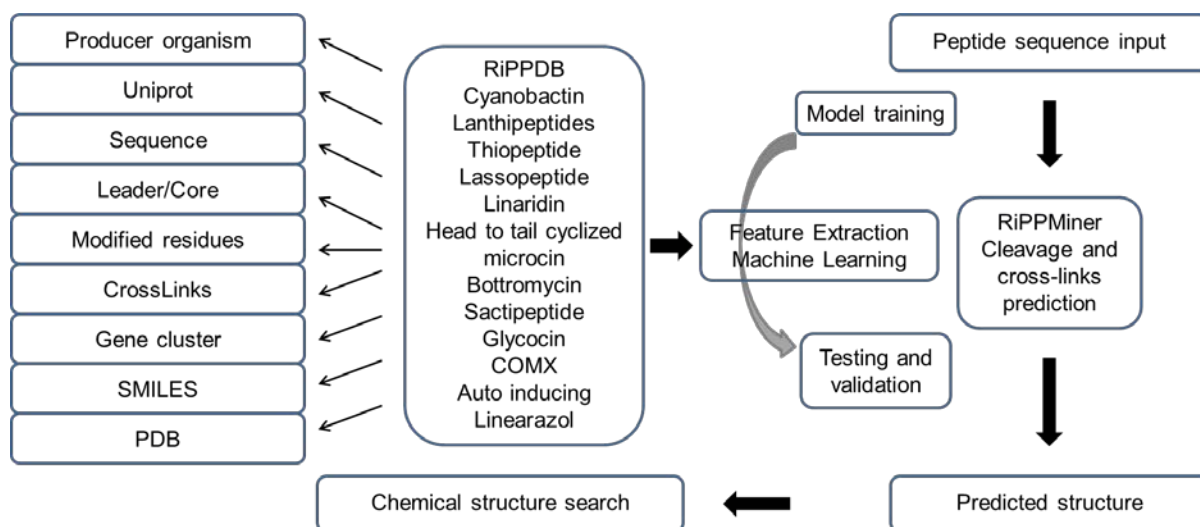 Producer organism
Uniprot
Sequence
Leader/Core
Modified residues
CrossLinks
Gene cluster
SMILES
PDB
RiPPDB
Cyanobactin
Lanthipeptides
Thiopeptide
Lassopeptide
Linaridin
Head to tail cyclized
microcin
Bottromycin
Sactipeptide
Glycocin
COMX
Auto inducing
Linearazol
Model training
Feature Extraction
Machine Learning
Testing and
validation
Peptide sequence input
RiPPMiner
Cleavage and
cross-links
prediction
Predicted structure
Chemical structure search